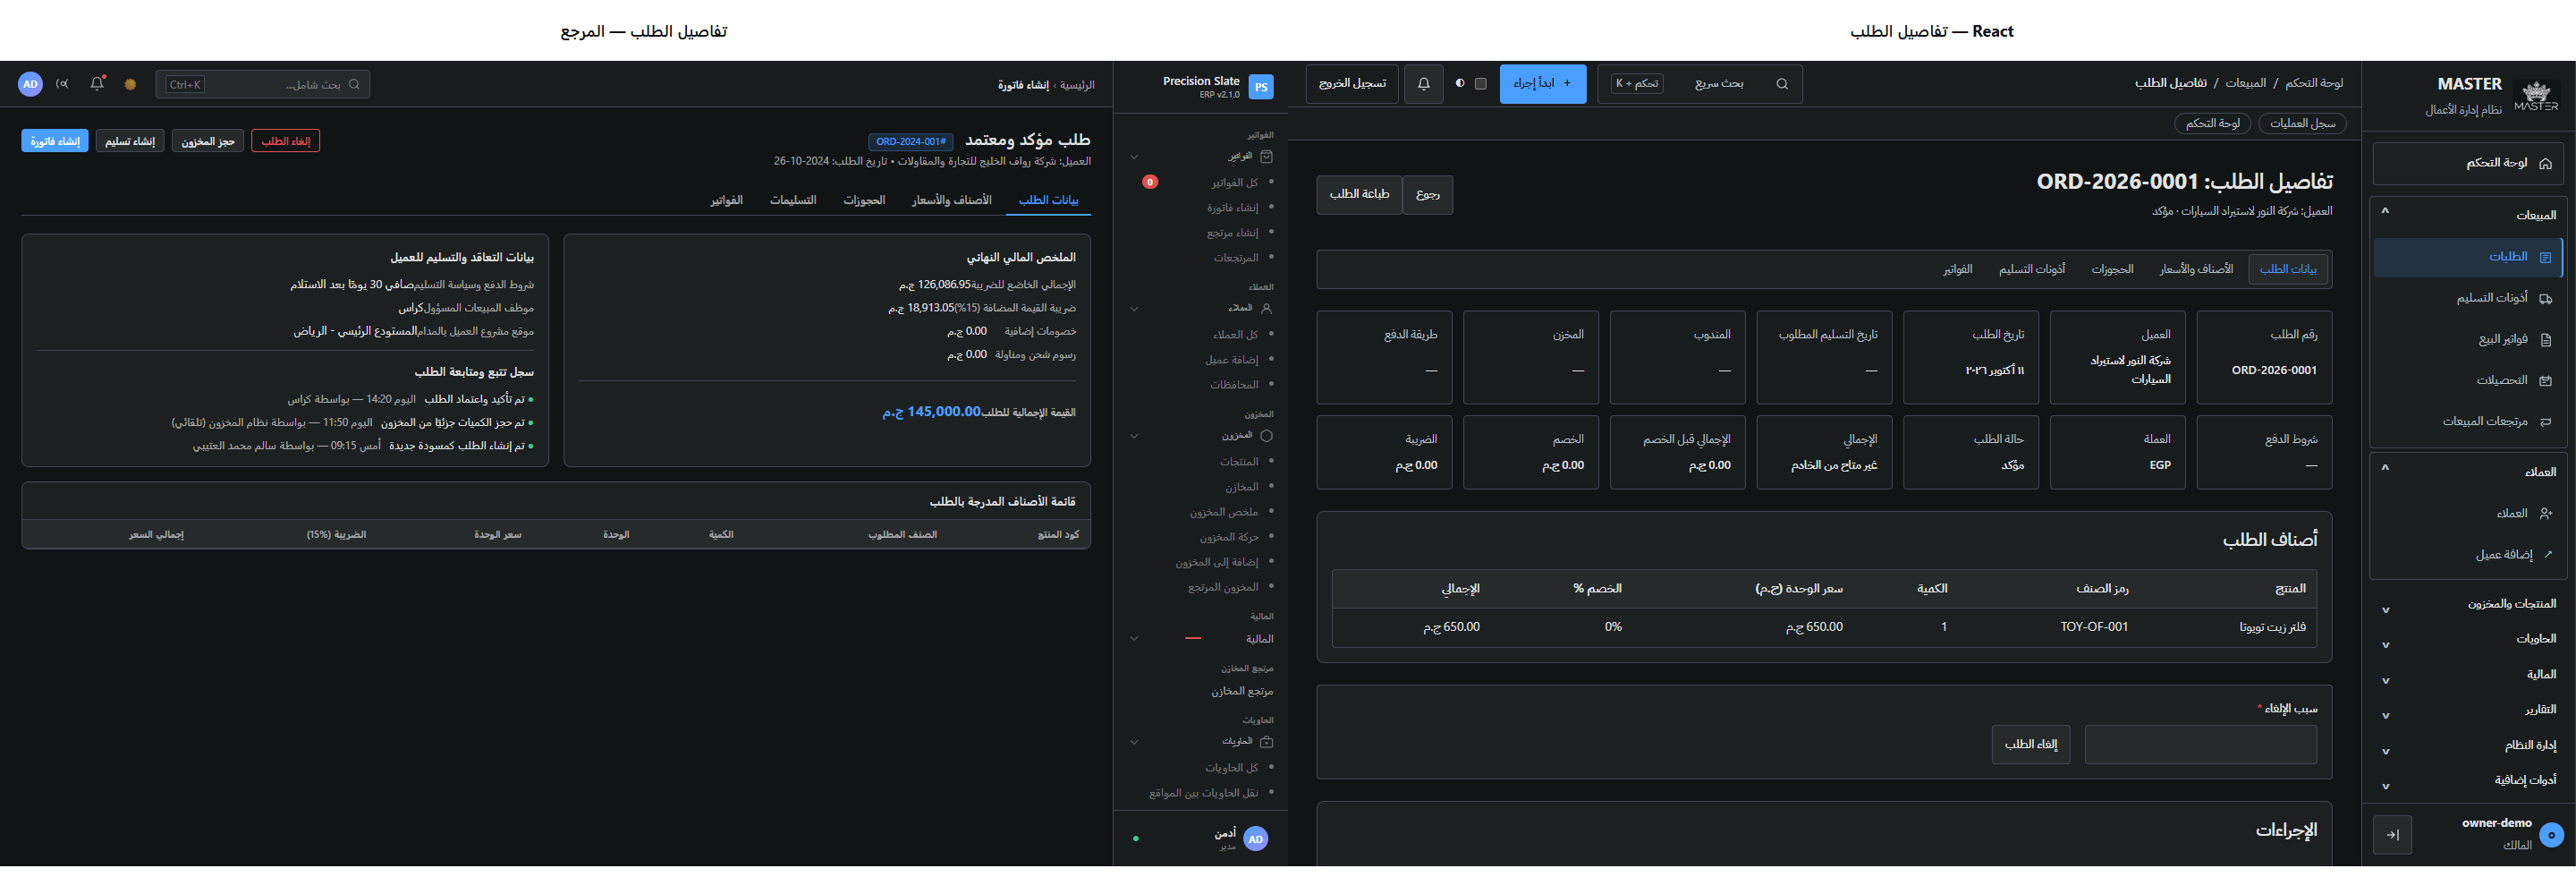 React — تفاصيل الطلب
MASTER
نظام إدارة الأعمال
MASTER
لوحة التحكم
المبيعات
الطلبات
أذونات التسليم
فواتير البيع
التحصيلات
مرتجعات المبيعات
العملاء
العملاء
إضافة عميل
المنتجات والمخزون
الحاويات
المالية
التقارير
إدارة النظام
أدوات إضافية
owner-demo
المالك
لوحة التحكم / المبيعات / تفاصيل الطلب
بحث سريع
تحكم + K
+ ابدأ إجراء
تسجيل الخروج
سجل العمليات
لوحة التحكم
تفاصيل الطلب: ORD-2026-0001
العميل: شركة النور لاستيراد السيارات · مؤكد
رجوع
طباعة الطلب
بيانات الطلب
الأصناف والأسعار
الحجوزات
أذونات التسليم
الفواتير
رقم الطلب
ORD-2026-0001
العميل
شركة النور لاستيراد
السيارات
تاريخ الطلب
١١ أكتوبر ٢٠٢٦
تاريخ التسليم المطلوب
—
المندوب
—
المخزن
—
طريقة الدفع
—
شروط الدفع
—
العملة
EGP
حالة الطلب
مؤكد
الإجمالي
غير متاح من الخادم
الإجمالي قبل الخصم
0.00 ج.م
الخصم
0.00 ج.م
الضريبة
0.00 ج.م
أصناف الطلب
المنتج رمز الصنف الكمية سعر الوحدة (ج.م) الخصم % الإجمالي
فلتر زيت تويوتا TOY-OF-001 1 650.00 ج.م 0% 650.00 ج.م
سبب الإلغاء *
إلغاء الطلب
الإجراءات
تفاصيل الطلب — المرجع
PS
Precision Slate
ERP v2.1.0
الفواتير
الفواتير
كل الفواتير
0
إنشاء فاتورة
إنشاء مرتجع
المرتجعات
العملاء
العملاء
كل العملاء
إضافة عميل
المحافظات
المخزون
المخزون
المنتجات
المخازن
ملخص المخزون
حركة المخزون
إضافة إلى المخزون
المخزون المرتجع
المالية
المالية
مرتجع المخازن
مرتجع المخازن
الحاويات
الحاويات
كل الحاويات
نقل الحاويات بين المواقع
AD
أدمن
مدير
الرئيسية › إنشاء فاتورة
بحث شامل...
Ctrl+K
AD
طلب مؤكد ومعتمد
#ORD-2024-001
العميل: شركة رواف الخليج للتجارة والمقاولات • تاريخ الطلب: 2024-10-26
إلغاء الطلب
حجز المخزون
إنشاء تسليم
إنشاء فاتورة
بيانات الطلب
الأصناف والأسعار
الحجوزات
التسليمات
الفواتير
الملخص المالي النهائي
الإجمالي الخاضع للضريبة126,086.95 ج.م
ضريبة القيمة المضافة (15%)18,913.05 ج.م
خصومات إضافية 0.00 ج.م
رسوم شحن ومناولة 0.00 ج.م
القيمة الإجمالية للطلب145,000.00 ج.م
بيانات التعاقد والتسليم للعميل
شروط الدفع وسياسة التسليمصافي 30 يومًا بعد الاستلام
موظف المبيعات المسؤولكراس
موقع مشروع العميل بالمدامالمستودع الرئيسي - الرياض
سجل تتبع ومتابعة الطلب
تم تأكيد واعتماد الطلب اليوم 14:20 — بواسطة كراس
تم حجز الكميات جزئيًا من المخزون اليوم 11:50 — بواسطة نظام المخزون (تلقائي)
تم إنشاء الطلب كمسودة جديدة أمس 09:15 — بواسطة سالم محمد العتيبي
قائمة الأصناف المدرجة بالطلب
كود المنتج الصنف المطلوب الكمية الوحدة سعر الوحدة الضريبة (15%) إجمالي السعر